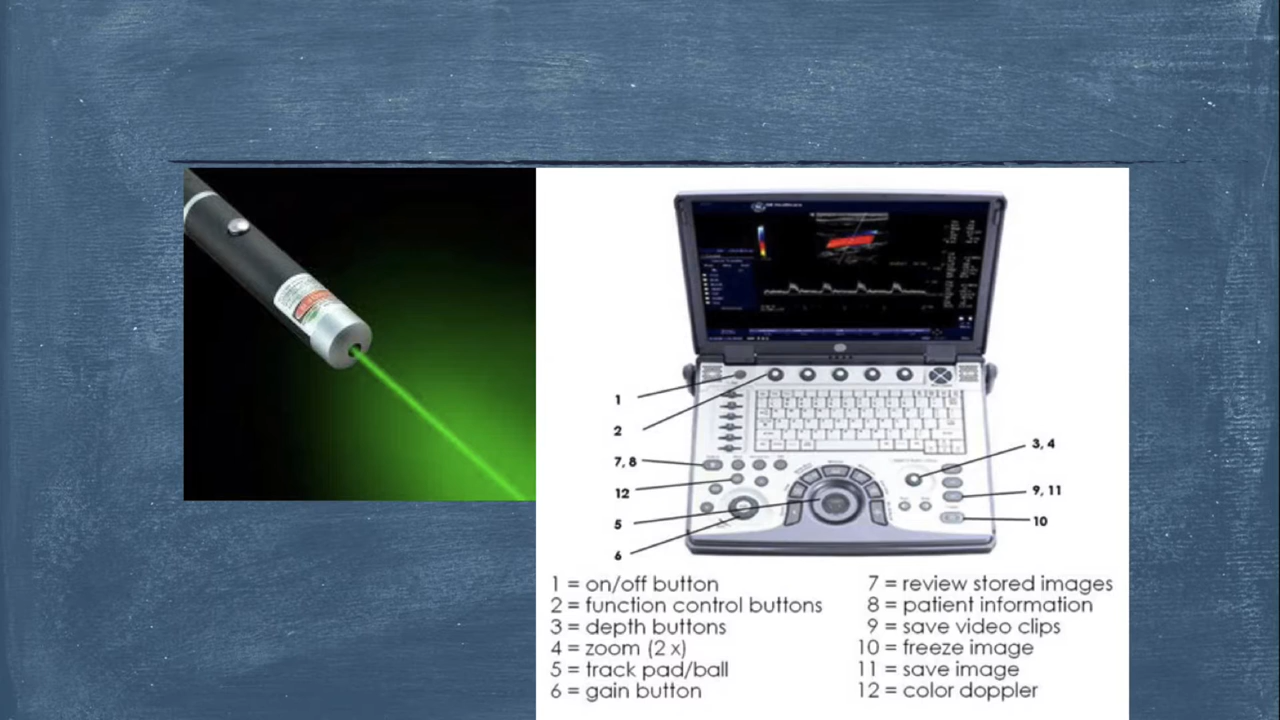 1
2
7, 8
12
5
6
3, 4
9, 11
10
1 = on/off button
2 = function control buttons
3 = depth buttons
4 = zoom (2 x)
5 = track pad/ball
6 = gain button
7 = review stored images
8 = patient information
9 = save video clips
10 = freeze image
11 = save image
12 = color doppler